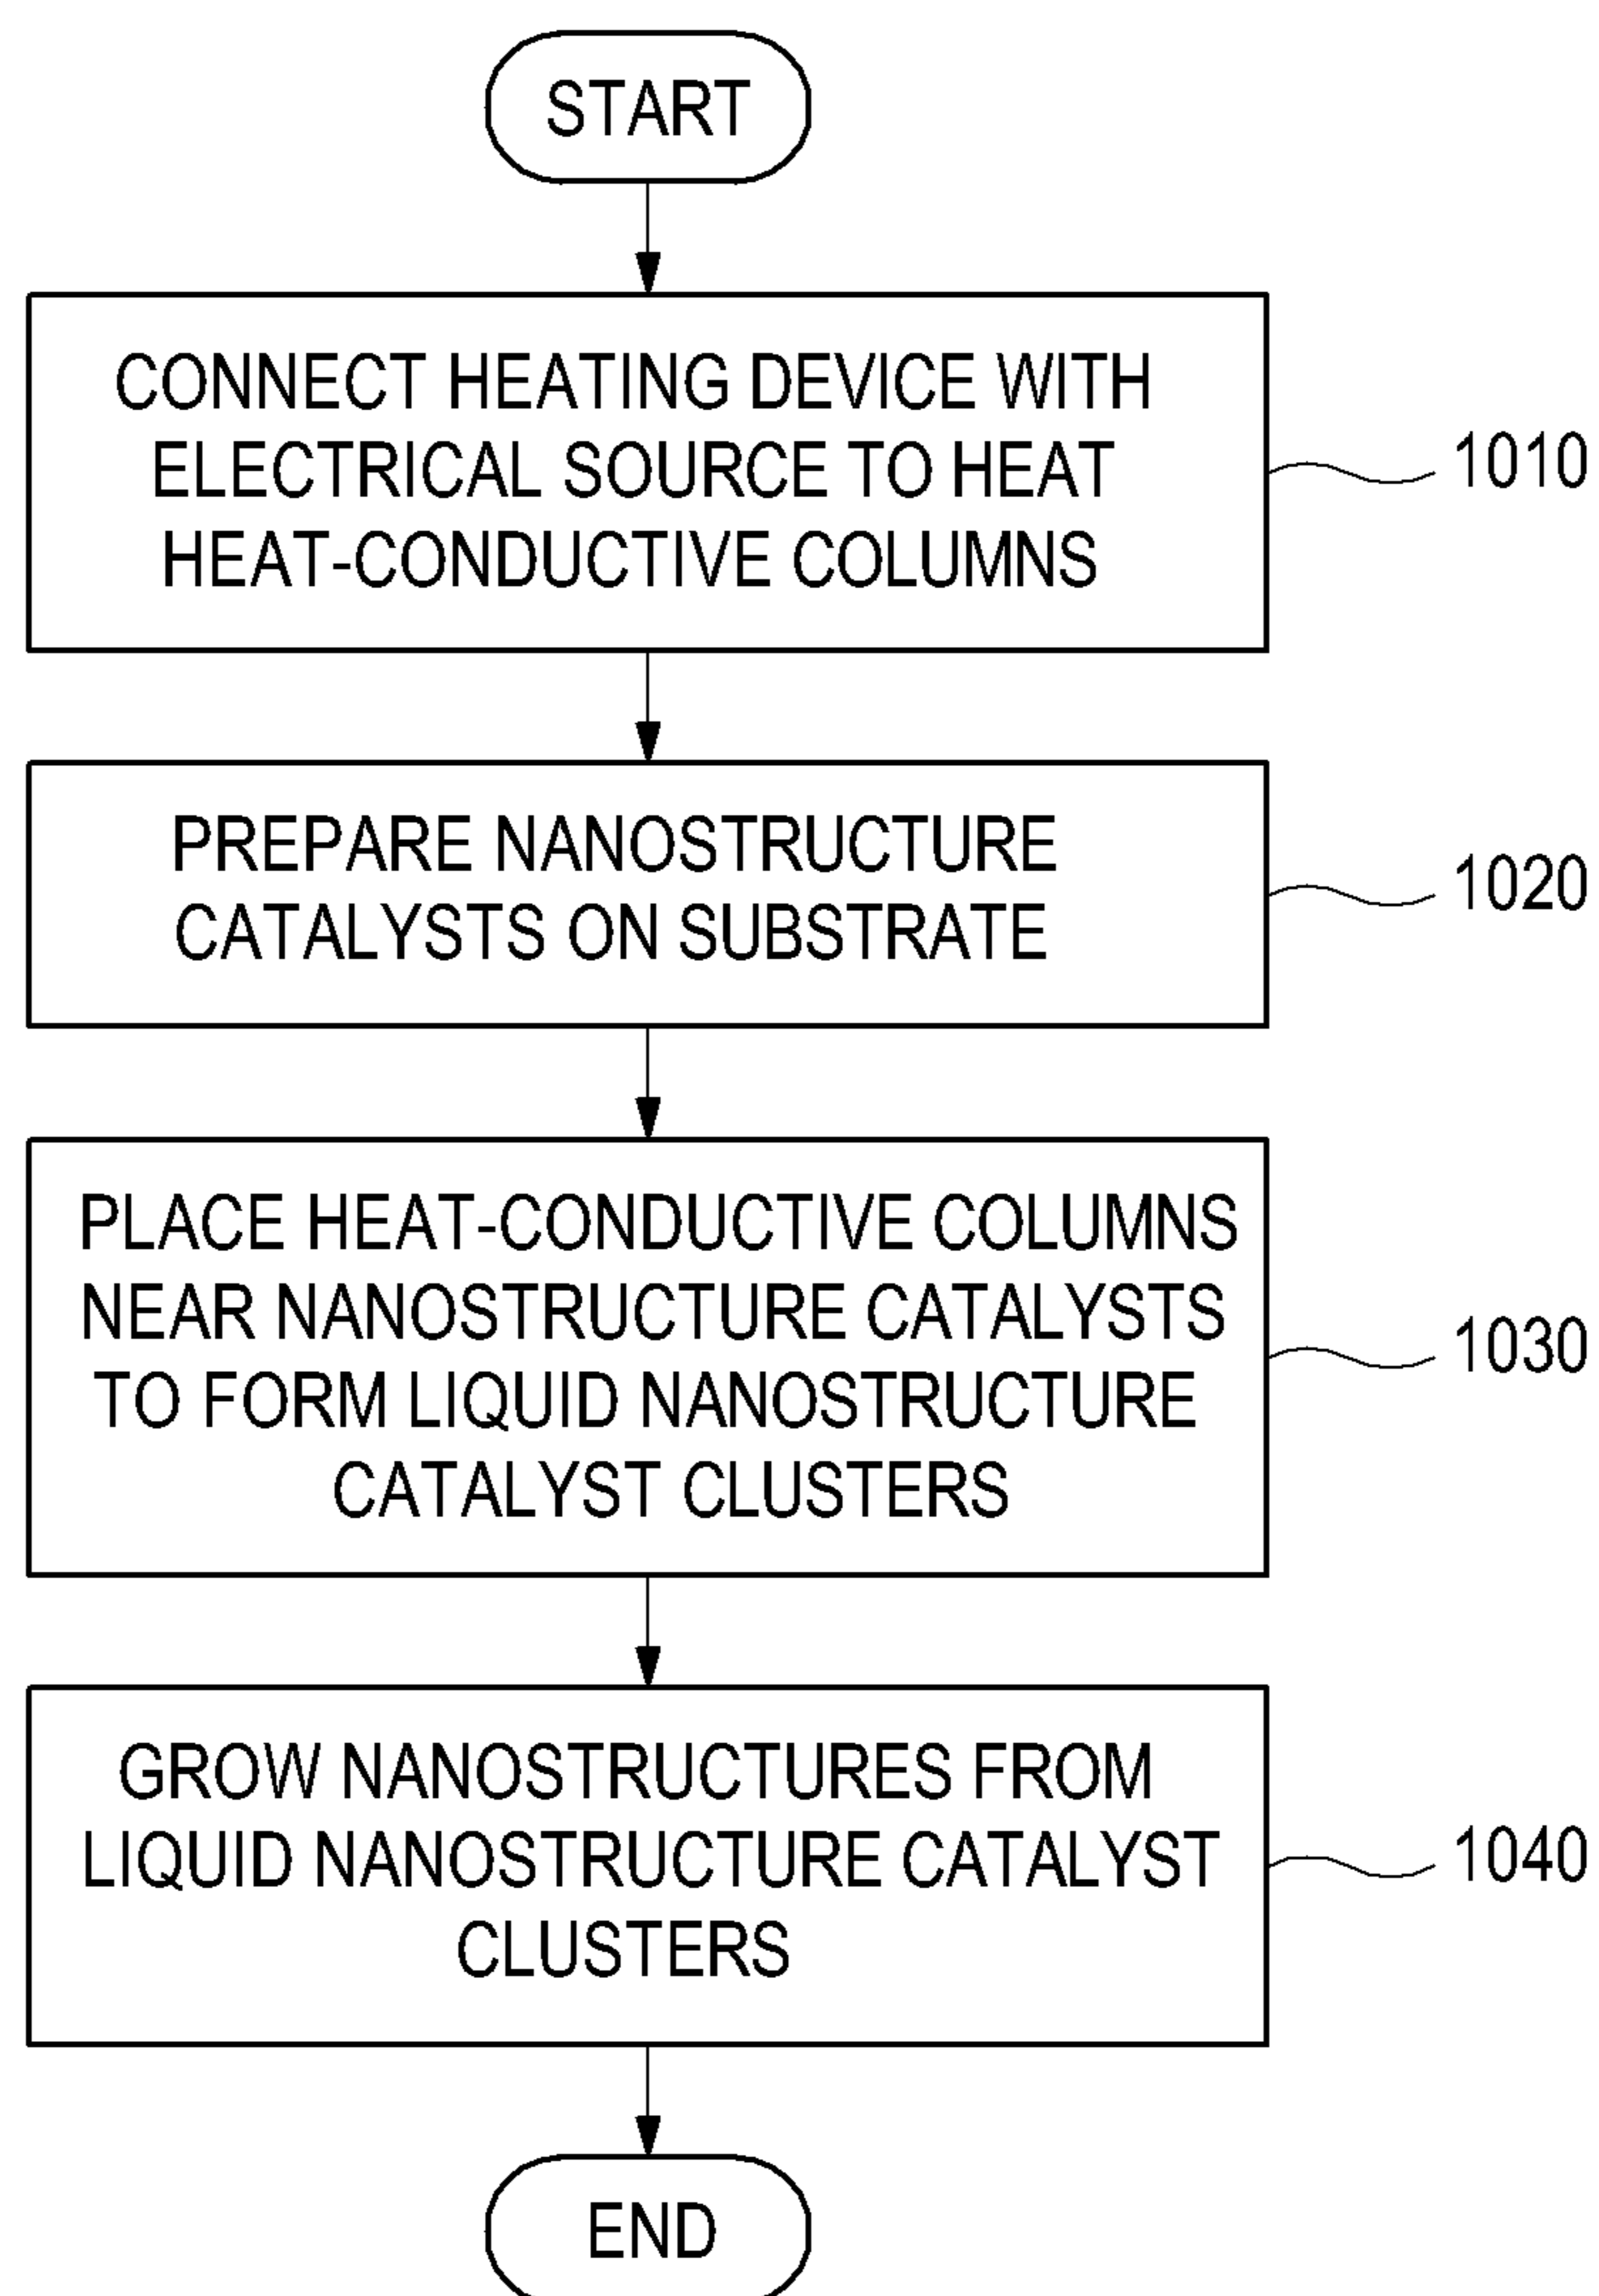 START
CONNECT HEATING DEVICE WITH
ELECTRICAL SOURCE TO HEAT
HEAT-CONDUCTIVE COLUMNS
1010
PREPARE NANOSTRUCTURE
CATALYSTS ON SUBSTRATE
1020
PLACE HEAT-CONDUCTIVE COLUMNS
NEAR NANOSTRUCTURE CATALYSTS
TO FORM LIQUID NANOSTRUCTURE
CATALYST CLUSTERS
1030
GROW NANOSTRUCTURES FROM
LIQUID NANOSTRUCTURE CATALYST
CLUSTERS
1040
END